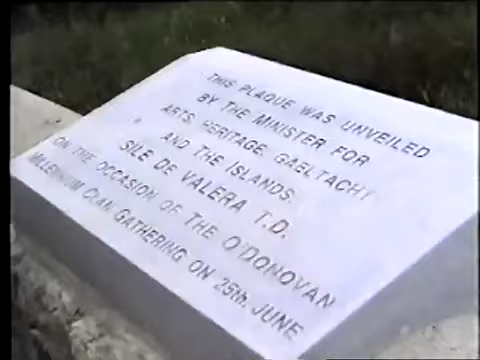 THIS PLAQUE WAS UNVEILED
BY THE MINISTER FOR
ARTS, HERITAGE, GAELTACHT
AND THE ISLANDS,
SILE DE VALERA T.D.
ON THE OCCASION OF THE O'DONOVAN
MILLENIUM CLAN GATHERING ON 25TH. JUNE